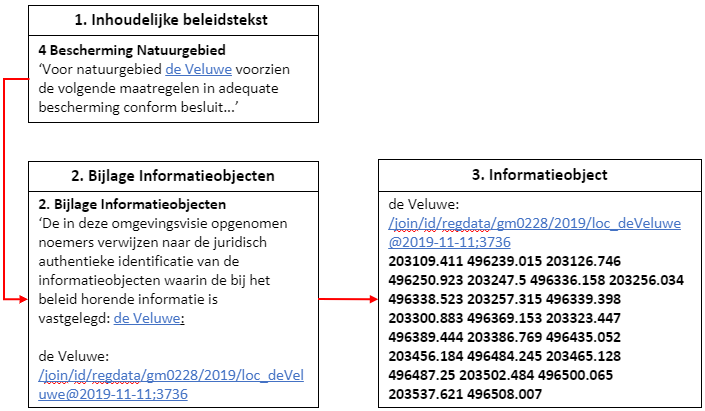 1. Inhoudelijke beleidstekst
4 Bescherming Natuurgebied
‘Voor natuurgebied de Veluwe voorzien
de volgende maatregelen in adequate
bescherming conform besluit...’
2. Bijlage Informatieobjecten
2. Bijlage Informatieobjecten
‘De in deze omgevingsvisie opgenomen
noemers verwijzen naar de juridisch
authentieke identificatie van de
informatieobjecten waarin de bij het
beleid horende informatie is
vastgelegd: de Veluwe;
de Veluwe:
/join/id/regdata/gm0228/2019/loc_deVel
uwe@2019-11-11;3736
3. Informatieobject
de Veluwe:
/join/id/regdata/gm0228/2019/loc_deVeluwe
@2019-11-11;3736
203109.411 496239.015 203126.746
496250.923 203247.5 496336.158 203256.034
496338.523 203257.315 496339.398
203300.883 496369.153 203323.447
496389.444 203386.769 496435.052
203456.184 496484.245 203465.128
496487.25 203502.484 496500.065
203537.621 496508.007